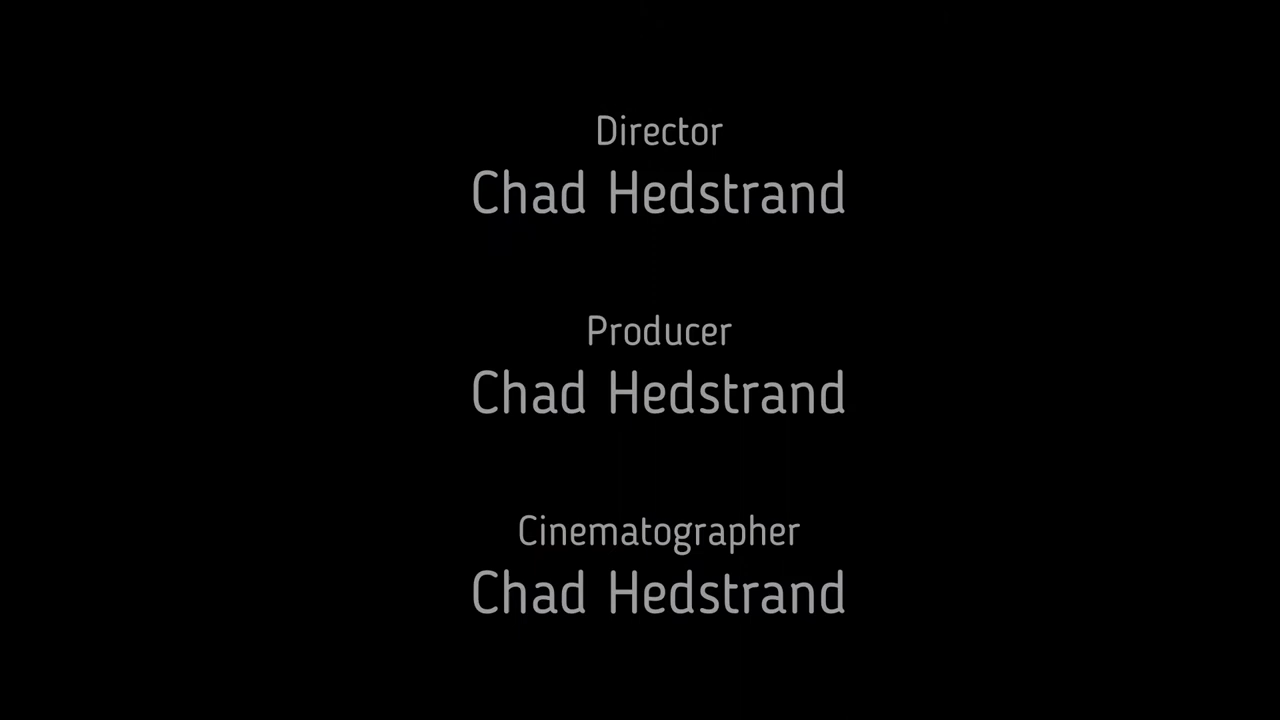 Director
Chad Hedstrand
Producer
Chad Hedstrand
Cinematographer
Chad Hedstrand